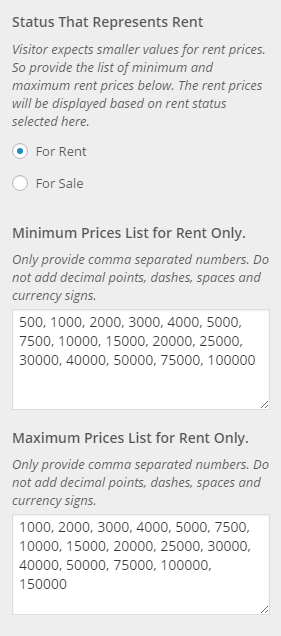 Status That Represents Rent
Visitor expects smaller values for rent prices.
So provide the list of minimum and
maximum rent prices below. The rent prices
will be displayed based on rent status
selected here.
For Rent
For Sale
Minimum Prices List for Rent Only.
Only provide comma separated numbers. Do
not add decimal points, dashes, spaces and
currency signs.
500, 1000, 2000, 3000, 4000, 5000,
7500, 10000, 15000, 20000, 25000,
30000, 40000, 50000, 75000, 100000
Maximum Prices List for Rent Only.
Only provide comma separated numbers. Do
not add decimal points, dashes, spaces and
currency signs.
1000, 2000, 3000, 4000, 5000, 7500,
10000, 15000, 20000, 25000, 30000,
40000, 50000, 75000, 100000,
150000